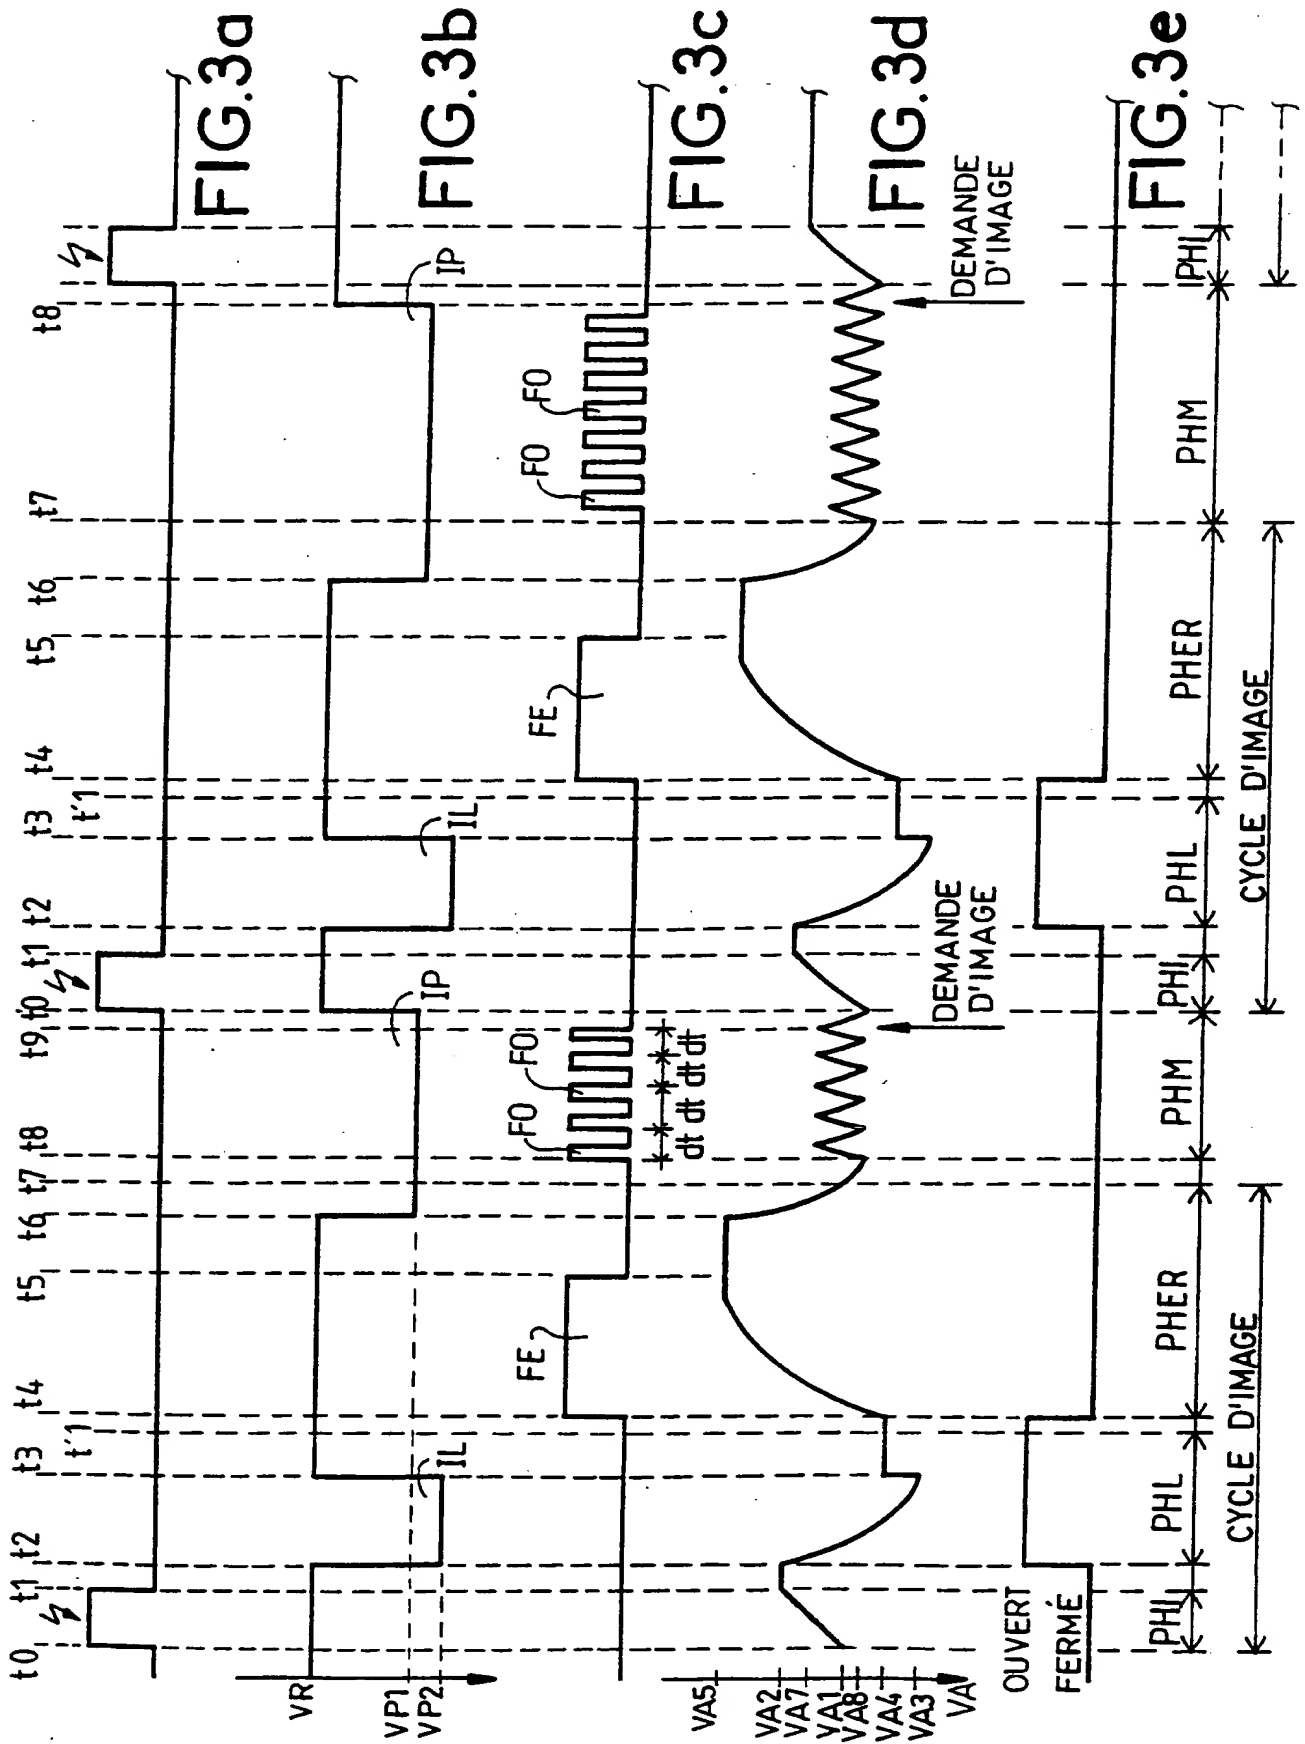 t0 t1 t2 t3 t'1 t4 t5 t6 t7 t8 t9 t0 t1 t2 t3 t'1 t4 t5 t6 t7 t8
FIG.3a
VR
VP1
VP2
IL
IP
IL
IP
FIG.3b
FE
FO
FO
FE
FO
FO
dt dt dt dt
FIG.3c
VA5
VA2
VA7
VA1
VA8
VA4
VA3
VA
DEMANDE
D'IMAGE
DEMANDE
D'IMAGE
FIG.3d
OUVERT
FERMÉ
FIG.3e
PHI PHL PHER PHM PHI PHL PHER PHM PHI
CYCLE D'IMAGE
CYCLE D'IMAGE